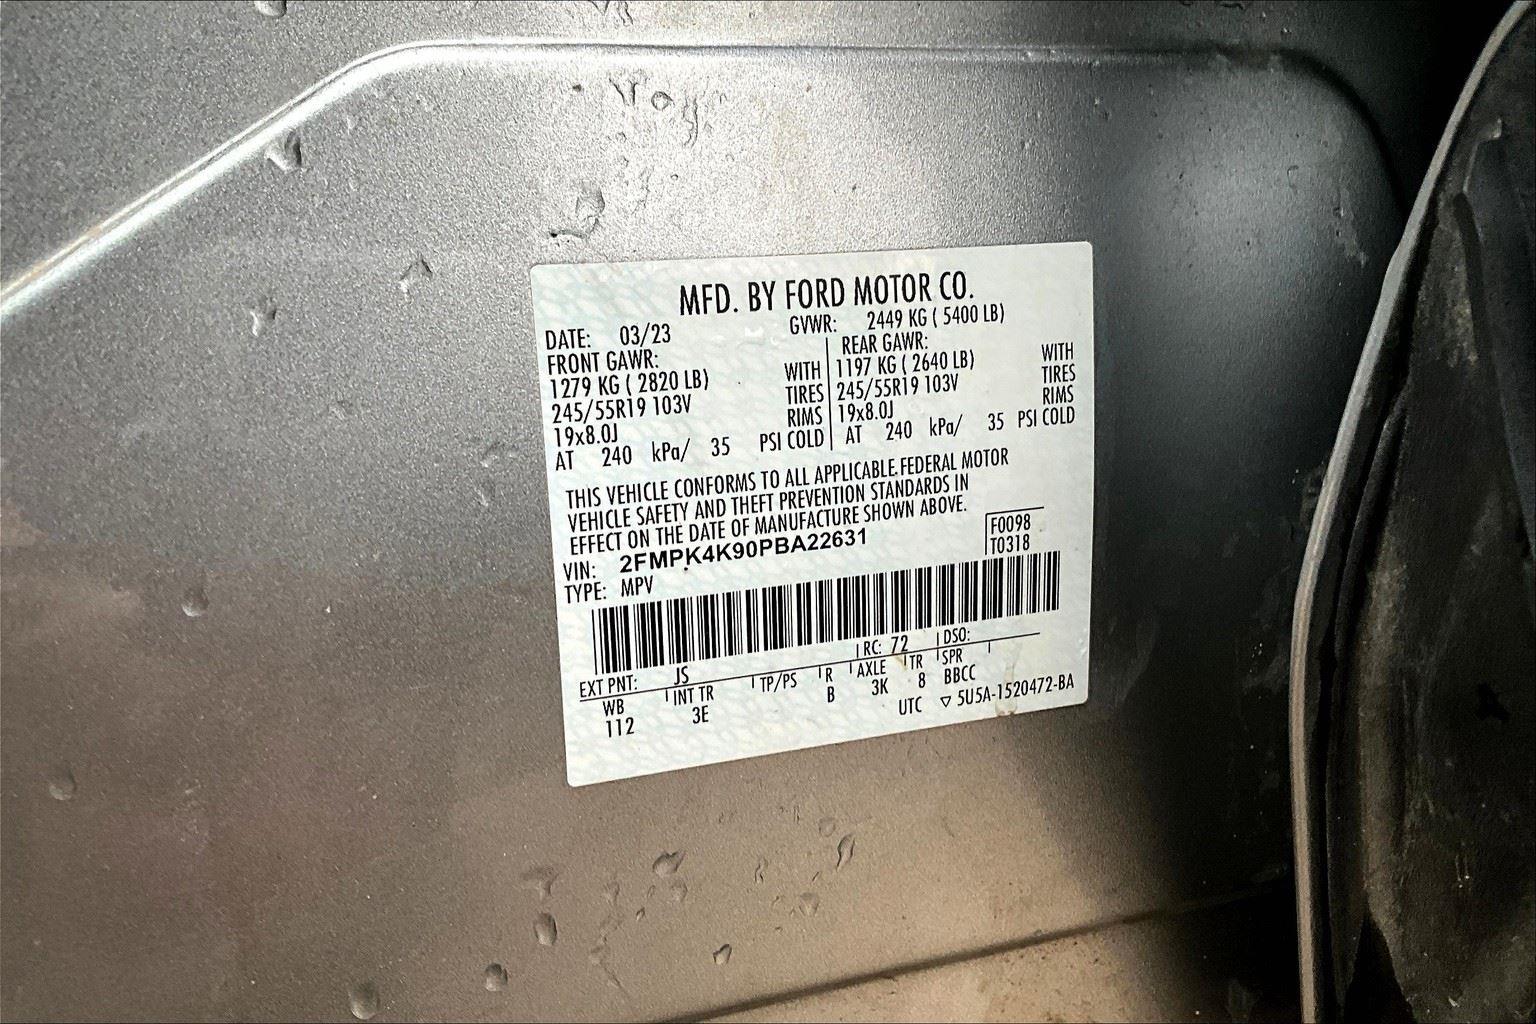 MFD. BY FORD MOTOR CO.
DATE: 03/23 GVWR: 2449 KG ( 5400 LB)
FRONT GAWR: REAR GAWR:
1279 KG ( 2820 LB) WITH 1197 KG ( 2640 LB) WITH
245/55R19 103V TIRES 245/55R19 103V TIRES
19x8.0J RIMS 19x8.0J RIMS
AT 240 kPa/ 35 PSI COLD AT 240 kPa/ 35 PSI COLD
THIS VEHICLE CONFORMS TO ALL APPLICABLE FEDERAL MOTOR
VEHICLE SAFETY AND THEFT PREVENTION STANDARDS IN
EFFECT ON THE DATE OF MANUFACTURE SHOWN ABOVE.
VIN: 2FMPK4K90PBA22631 F0098
TYPE: MPV T0318
EXT PNT: JS RC: 72 DSO:
WB INT TR TP/PS R AXLE TR SPR
112 3E B 3K 8 BBCC
UTC ▽ 5U5A-1520472-BA